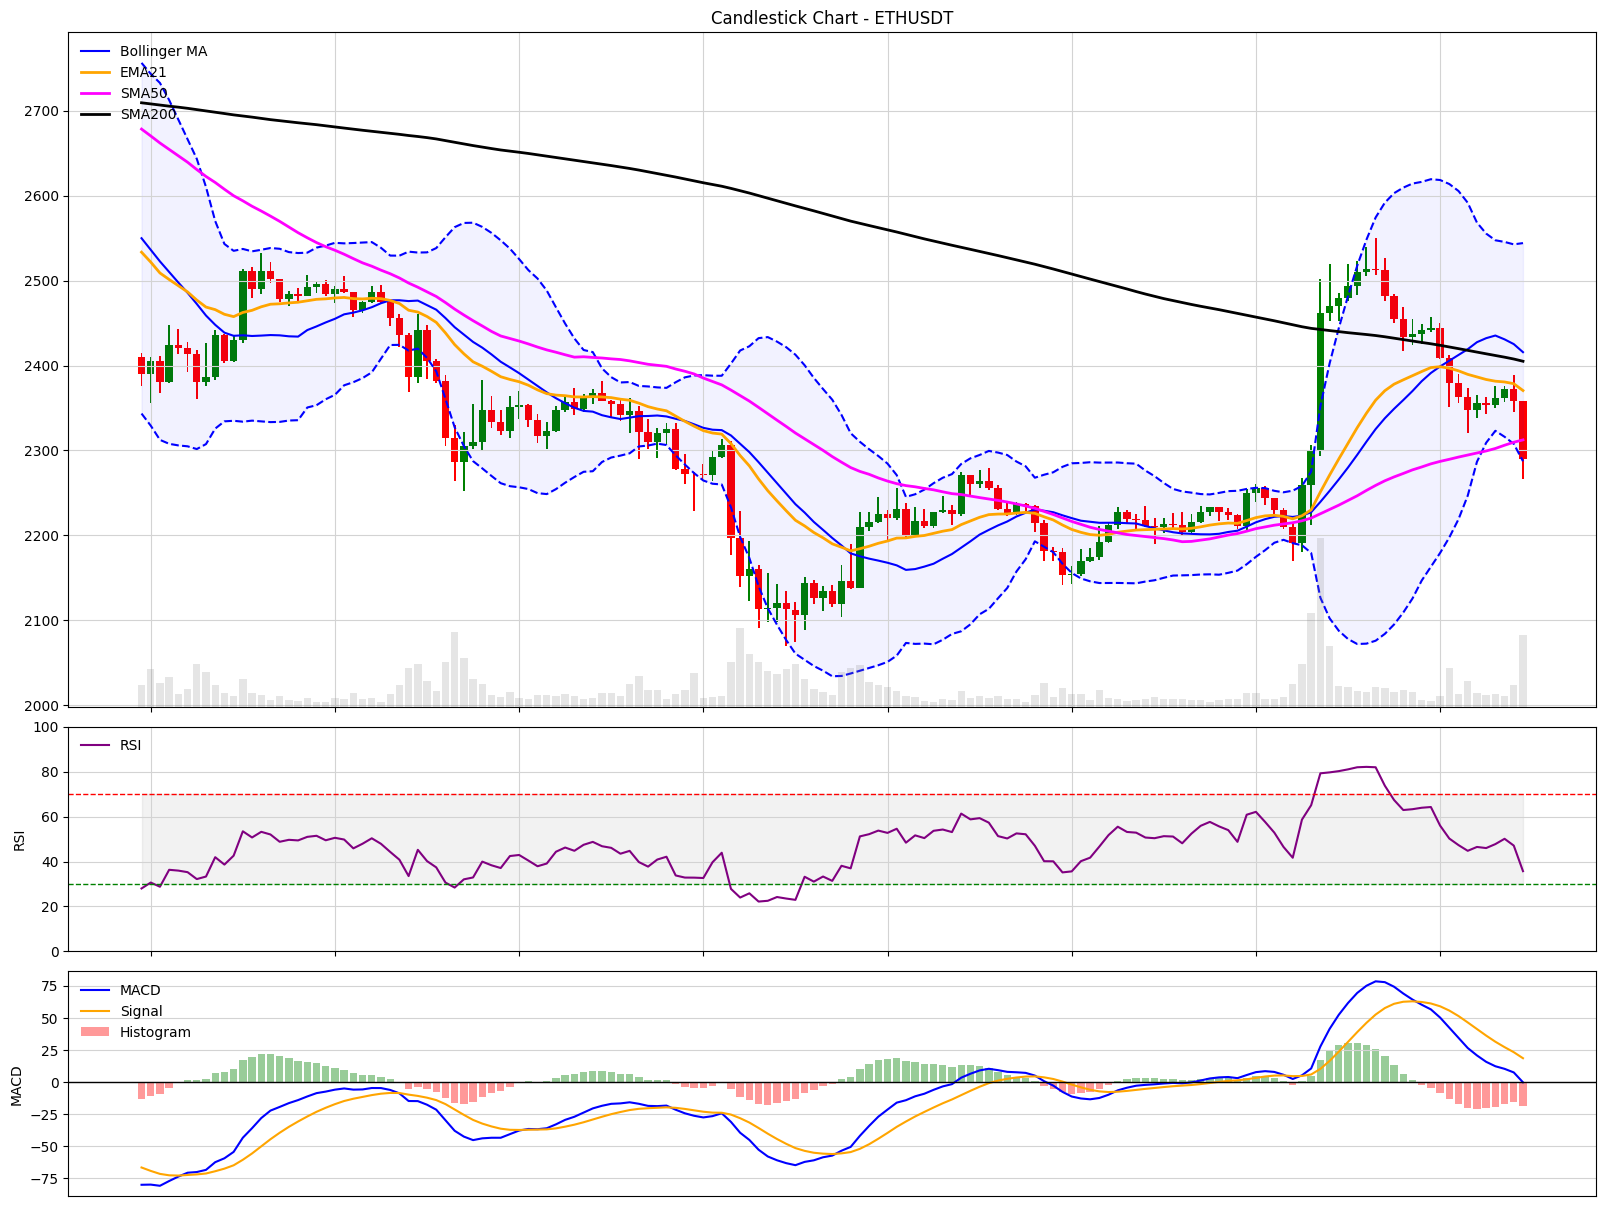 Candlestick Chart - ETHUSDT
Bollinger MA
EMA21
SMA50
SMA200
2700
2600
2500
2400
2300
2200
2100
2000
RSI
100
80
60
40
20
0
RSI
MACD
Signal
Histogram
75
50
25
0
−25
−50
−75
MACD